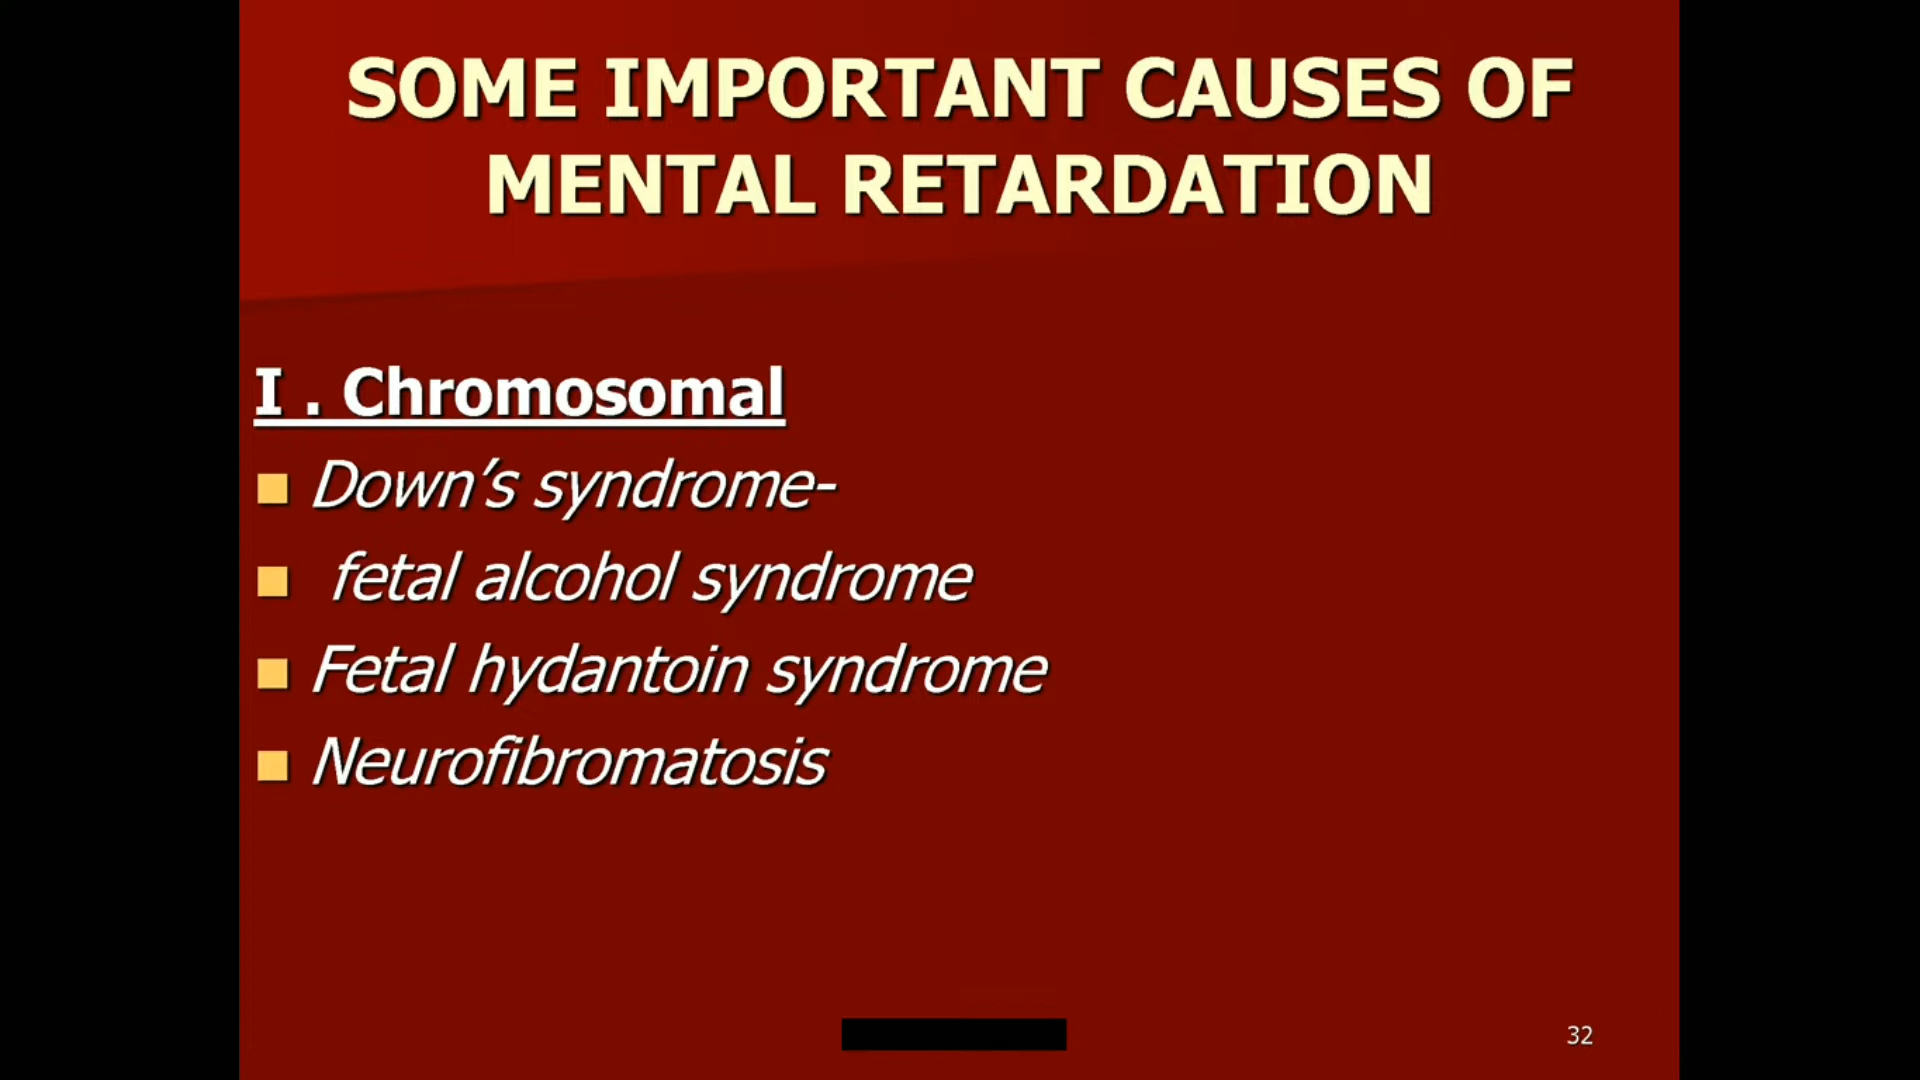 SOME IMPORTANT CAUSES OF
MENTAL RETARDATION
I . Chromosomal
Down’s syndrome-
fetal alcohol syndrome
Fetal hydantoin syndrome
Neurofibromatosis
32